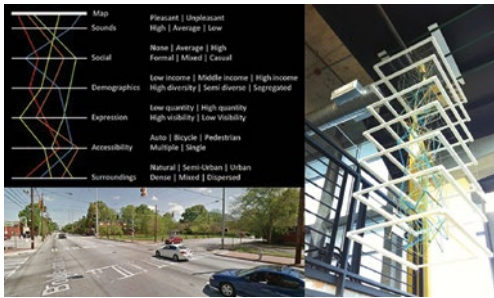 Map
Pleasant | Unpleasant
Sounds
High | Average | Low
None | Average | High
Social
Formal | Mixed | Casual
Low income | Middle income | High income
Demographics
High diversity | Semi diverse | Segregated
Low quantity | High quantity
Expression
High visibility | Low Visibility
Auto | Bicycle | Pedestrian
Accessibility
Multiple | Single
Natural | Semi-Urban | Urban
Surroundings
Dense | Mixed | Dispersed